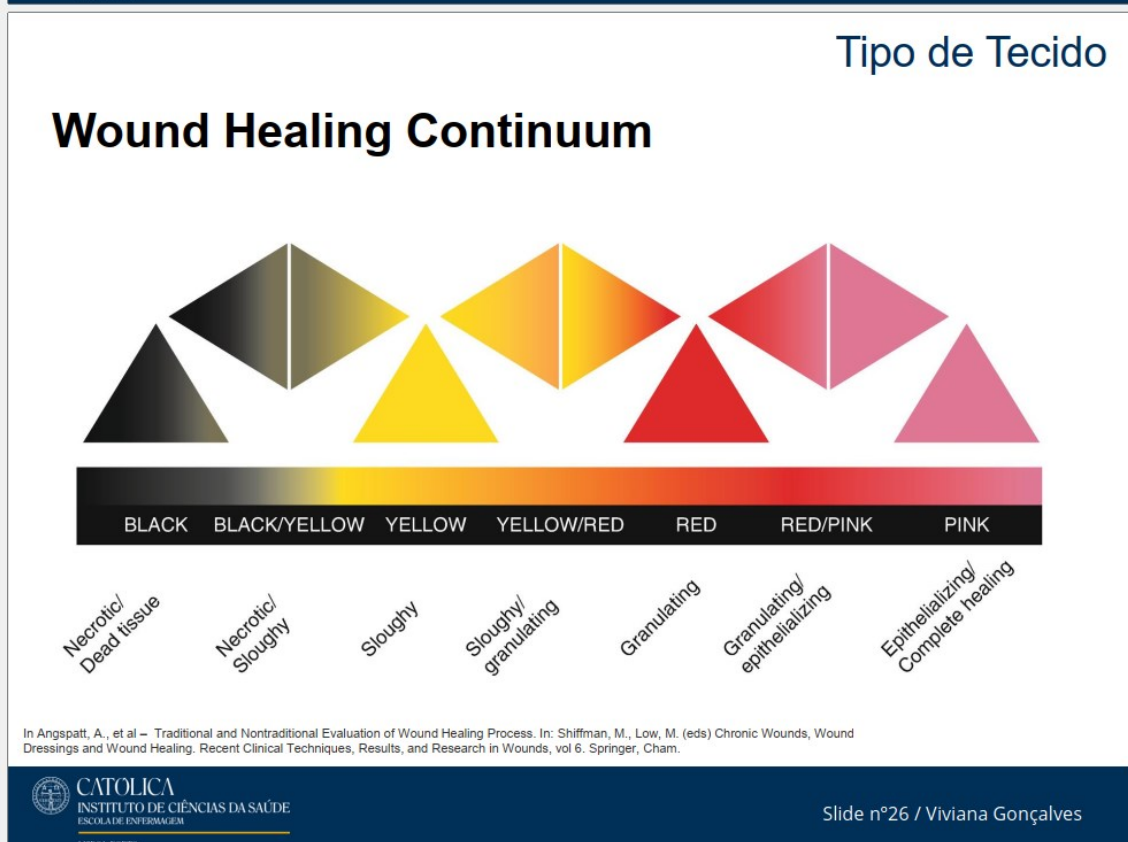 Tipo de Tecido
Wound Healing Continuum
BLACK BLACK/YELLOW YELLOW YELLOW/RED RED RED/PINK PINK
Necrotic/
Dead tissue
Necrotic/
Sloughy
Sloughy
Sloughy/
granulating
Granulating
Granulating/
epithelializing
Epithelializing/
Complete healing
In Angspatt, A., et al – Traditional and Nontraditional Evaluation of Wound Healing Process. In: Shiffman, M., Low, M. (eds) Chronic Wounds, Wound
Dressings and Wound Healing. Recent Clinical Techniques, Results, and Research in Wounds, vol 6. Springer, Cham.
CATÓLICA
INSTITUTO DE CIÊNCIAS DA SAÚDE
ESCOLA DE ENFERMAGEM
Slide nº26 / Viviana Gonçalves